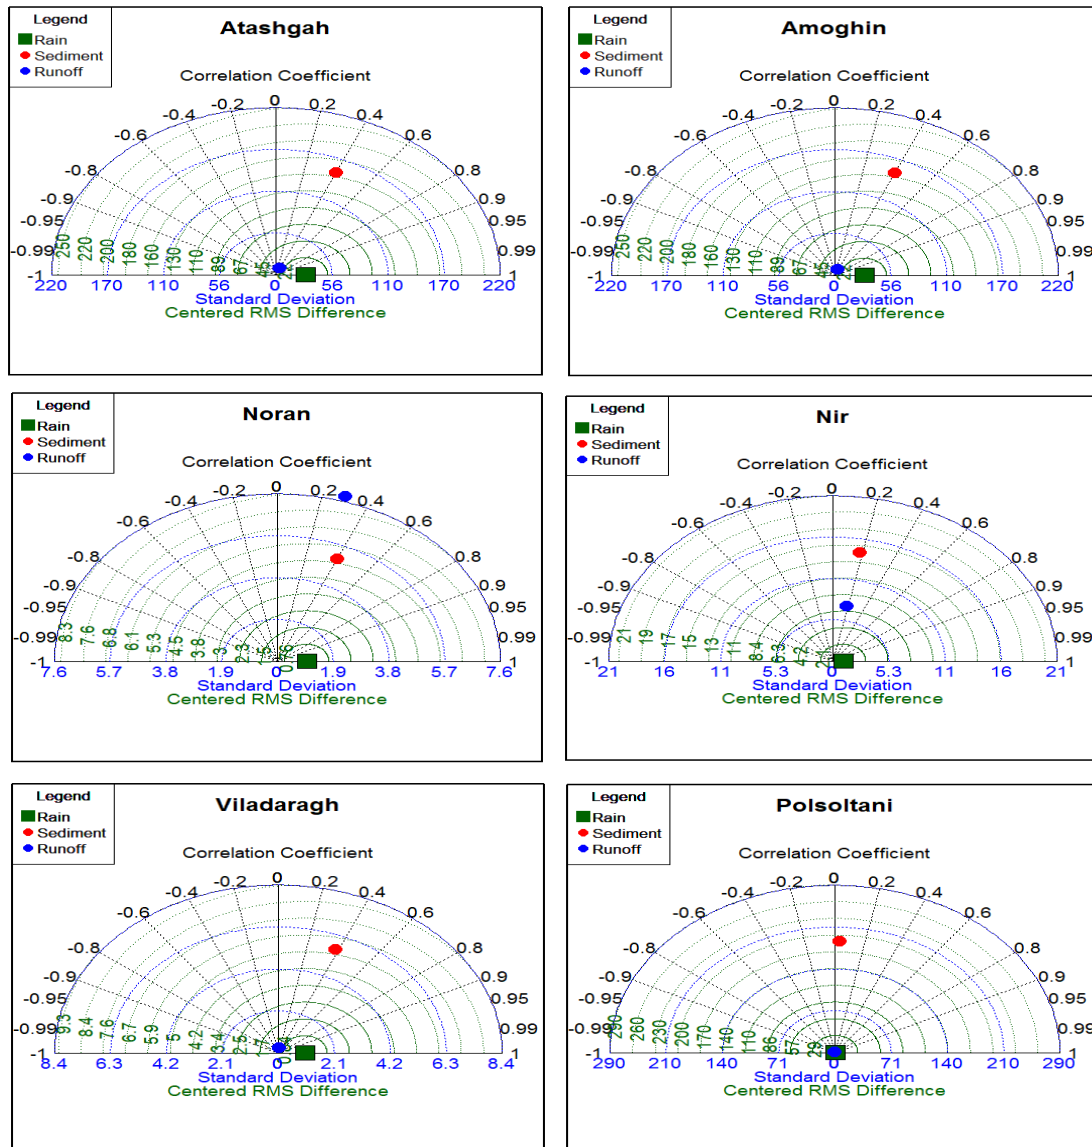 Legend
Rain
Sediment
Runoff
Atashgah
Correlation Coefficient
0
-0.2 0.2
-0.4 0.4
-0.6 0.6
-0.8 0.8
-0.9 0.9
-0.95 0.95
-0.99 0.99
-1 1
250 220 200 180 160 130 110 89 67 45
220 170 110 56 0 56 110 170 220
Standard Deviation
Centered RMS Difference
Legend
Rain
Sediment
Runoff
Amoghin
Correlation Coefficient
0
-0.2 0.2
-0.4 0.4
-0.6 0.6
-0.8 0.8
-0.9 0.9
-0.95 0.95
-0.99 0.99
-1 1
250 220 200 180 160 130 110 89 67 45
220 170 110 56 0 56 110 170 220
Standard Deviation
Centered RMS Difference
Legend
Rain
Sediment
Runoff
Noran
Correlation Coefficient
0
-0.2 0.2
-0.4 0.4
-0.6 0.6
-0.8 0.8
-0.9 0.9
-0.95 0.95
-0.99 0.99
-1 1
8.3 7.6 6.8 6.1 5.3 4.5 3.8 3 2.3 1.5 0.76
7.6 5.7 3.8 1.9 0 1.9 3.8 5.7 7.6
Standard Deviation
Centered RMS Difference
Legend
Rain
Sediment
Runoff
Nir
Correlation Coefficient
0
-0.2 0.2
-0.4 0.4
-0.6 0.6
-0.8 0.8
-0.9 0.9
-0.95 0.95
-0.99 0.99
-1 1
21 19 17 15 13 11 8.4 6.3 4.2 2.1
21 16 11 5.3 0 5.3 11 16 21
Standard Deviation
Centered RMS Difference
Legend
Rain
Sediment
Runoff
Viladaragh
Correlation Coefficient
0
-0.2 0.2
-0.4 0.4
-0.6 0.6
-0.8 0.8
-0.9 0.9
-0.95 0.95
-0.99 0.99
-1 1
9.3 8.4 7.6 6.7 5.9 5 4.2 3.4 2.5 1.7
8.4 6.3 4.2 2.1 0 2.1 4.2 6.3 8.4
Standard Deviation
Centered RMS Difference
Legend
Rain
Sediment
Runoff
Polsoltani
Correlation Coefficient
0
-0.2 0.2
-0.4 0.4
-0.6 0.6
-0.8 0.8
-0.9 0.9
-0.95 0.95
-0.99 0.99
-1 1
290 260 230 200 170 140 110 86 57 29
290 210 140 71 0 71 140 210 290
Standard Deviation
Centered RMS Difference